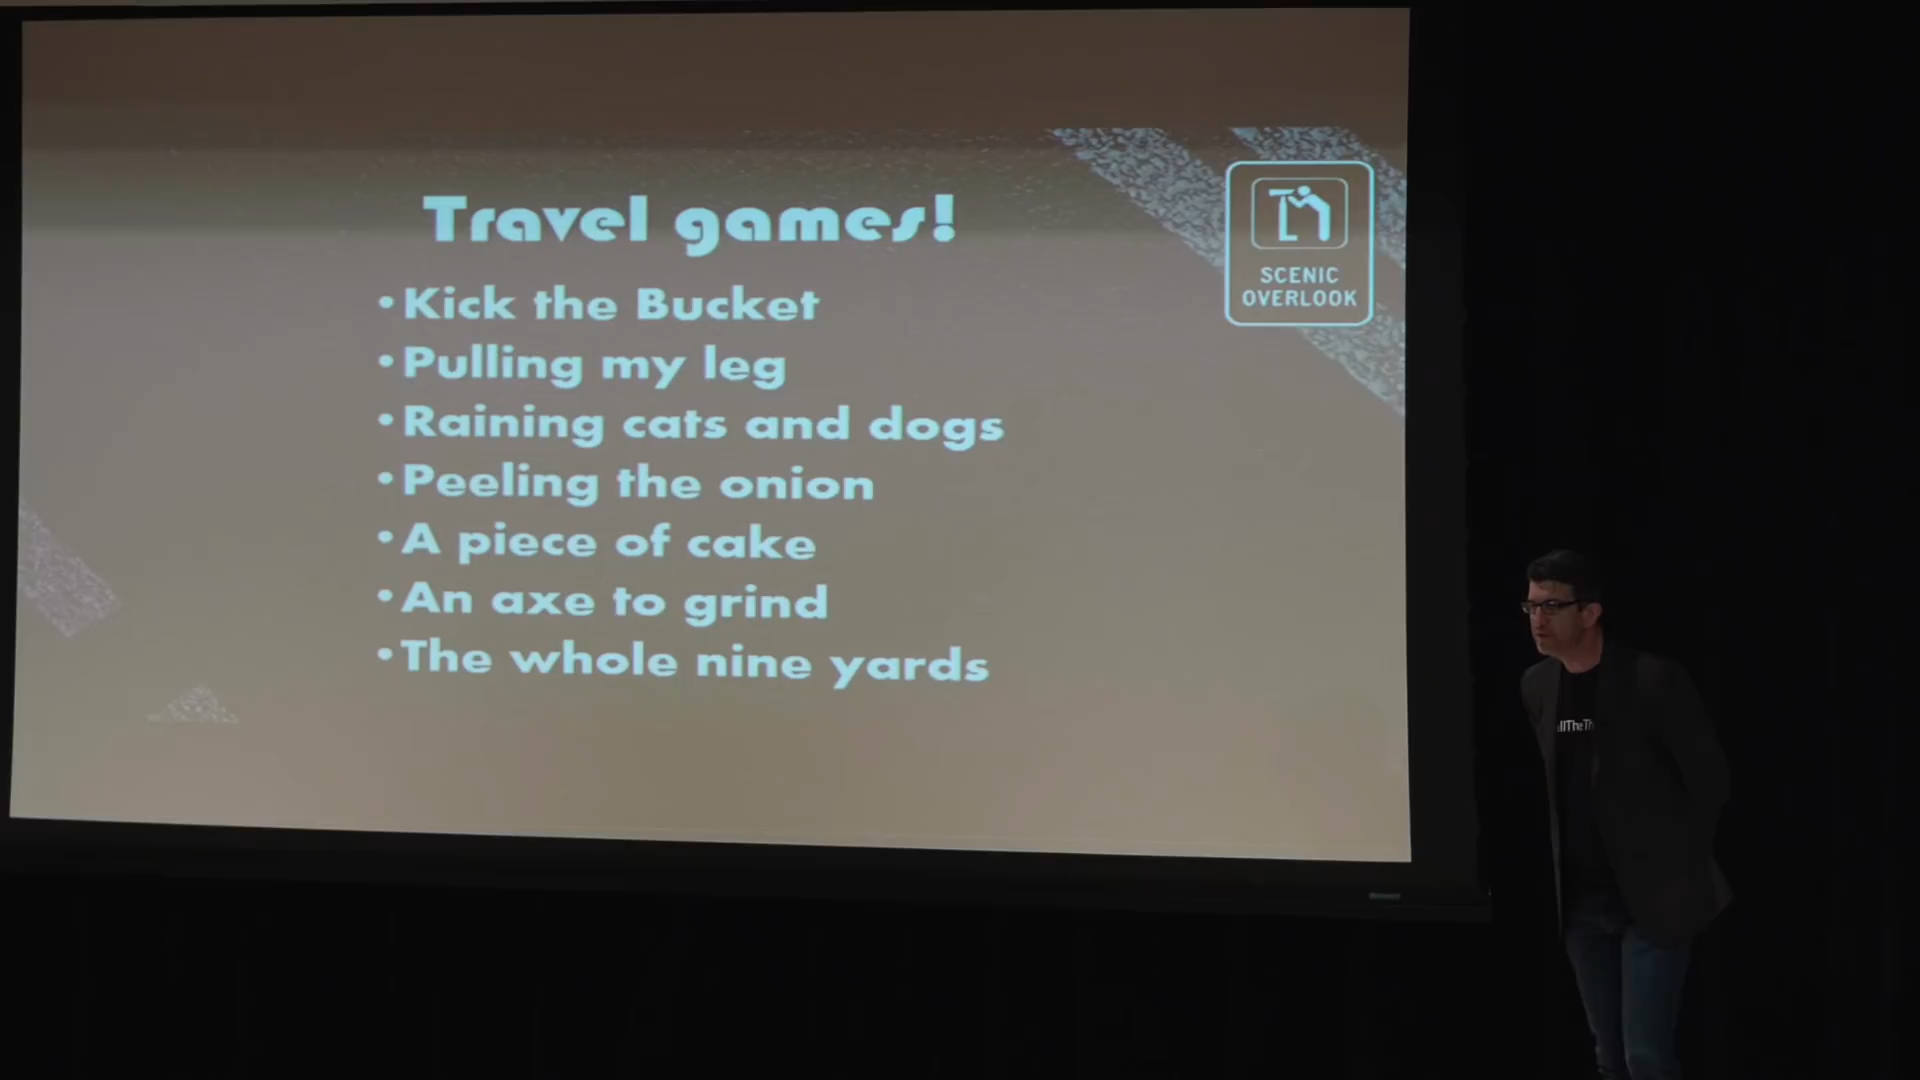 Travel games!
SCENIC
OVERLOOK
•Kick the Bucket
•Pulling my leg
•Raining cats and dogs
•Peeling the onion
•A piece of cake
•An axe to grind
•The whole nine yards